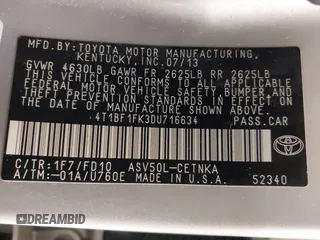 MFD.BY:TOYOTA MOTOR MANUFACTURING,
KENTUCKY,INC.07/13
GVWR 4630LB GAWR FR 2625LB RR 2625LB
THIS VEHICLE CONFORMS TO ALL APPLICABLE
FEDERAL MOTOR VEHICLE SAFETY, BUMPER, AND
THEFT PREVENTION STANDARDS IN EFFECT ON
THE DATE OF MANUFACTURE SHOWN ABOVE.
4T1BF1FK3DU716634 PASS.CAR
C/TR:1F7/FD10 ASV50L-CETNKA
A/TM:-01A/U760E MADE IN U.S.A. 52340
TOYOTA
DREAMBID